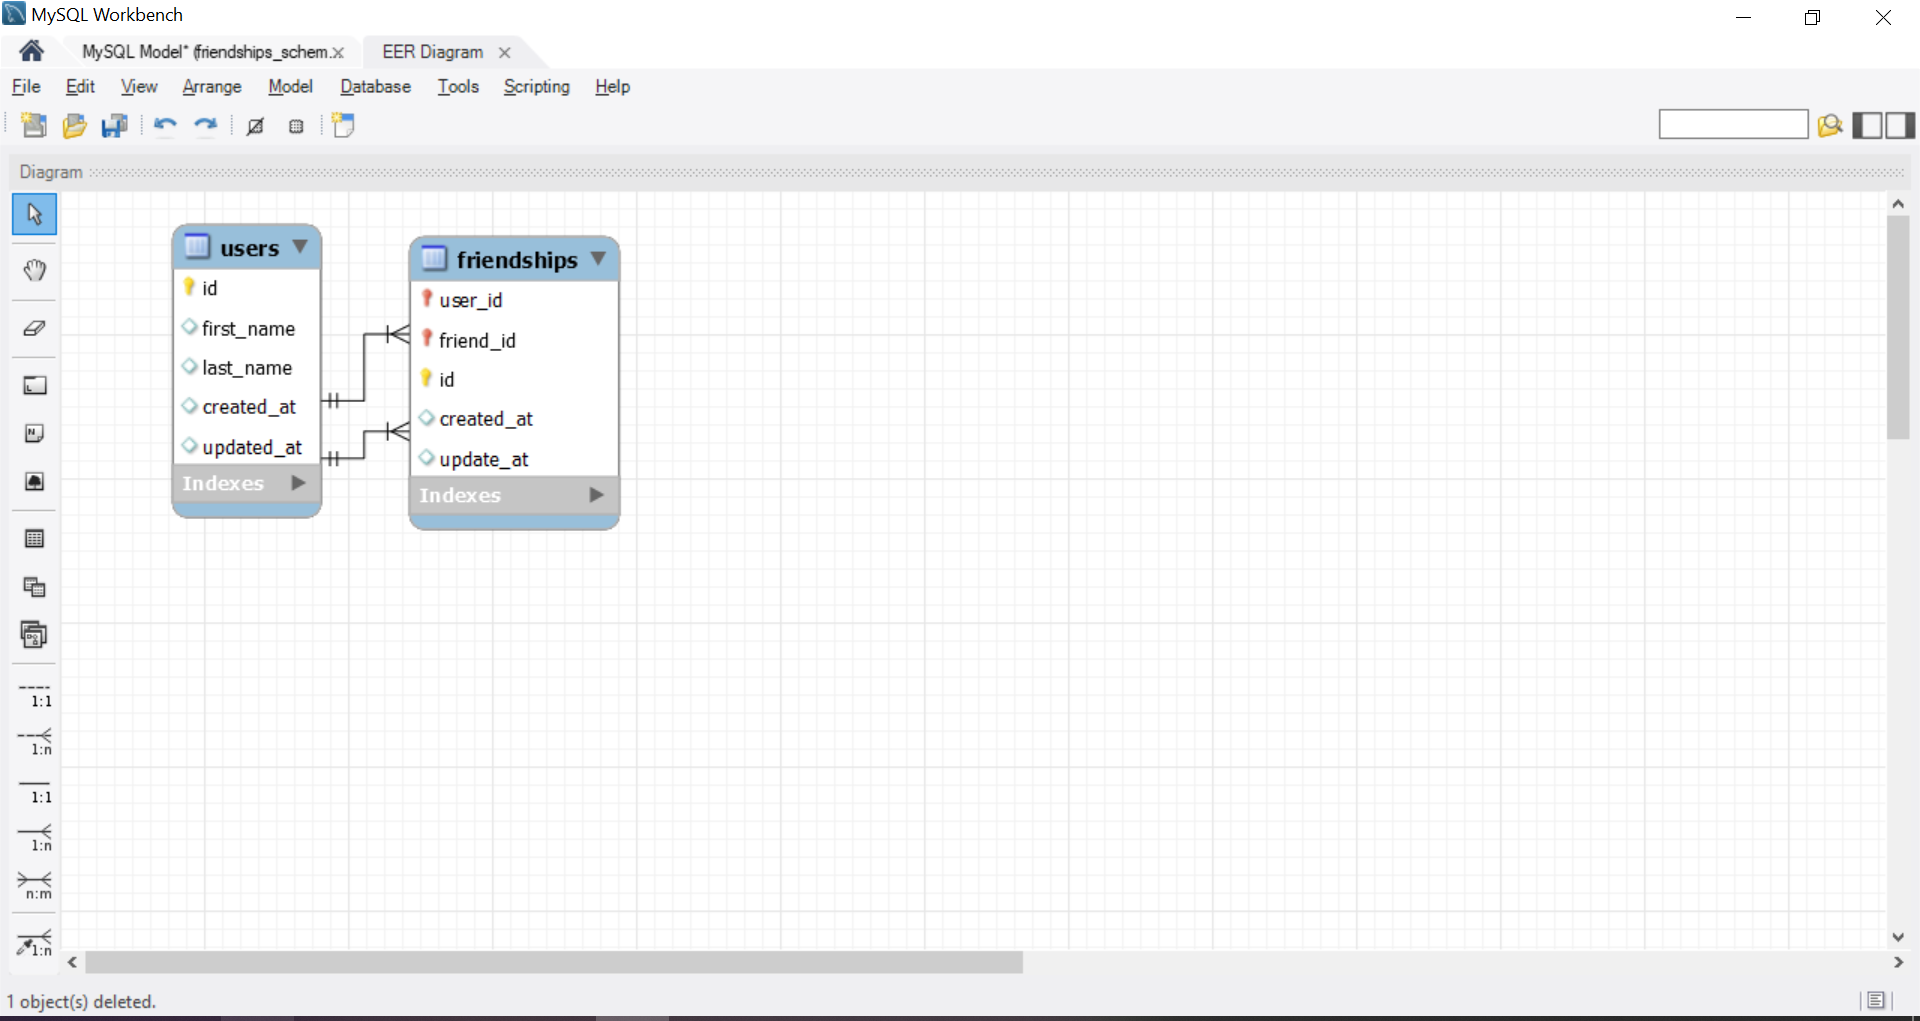 MySQL Workbench
MySQL Model* (friendships_schem.
EER Diagram
File Edit View Arrange Model Database Tools Scripting Help
Diagram
users
id
first_name
last_name
created_at
updated_at
Indexes
friendships
user_id
friend_id
id
created_at
update_at
Indexes
1:1
1:n
1:1
1:n
n:m
1:n
1 object(s) deleted.